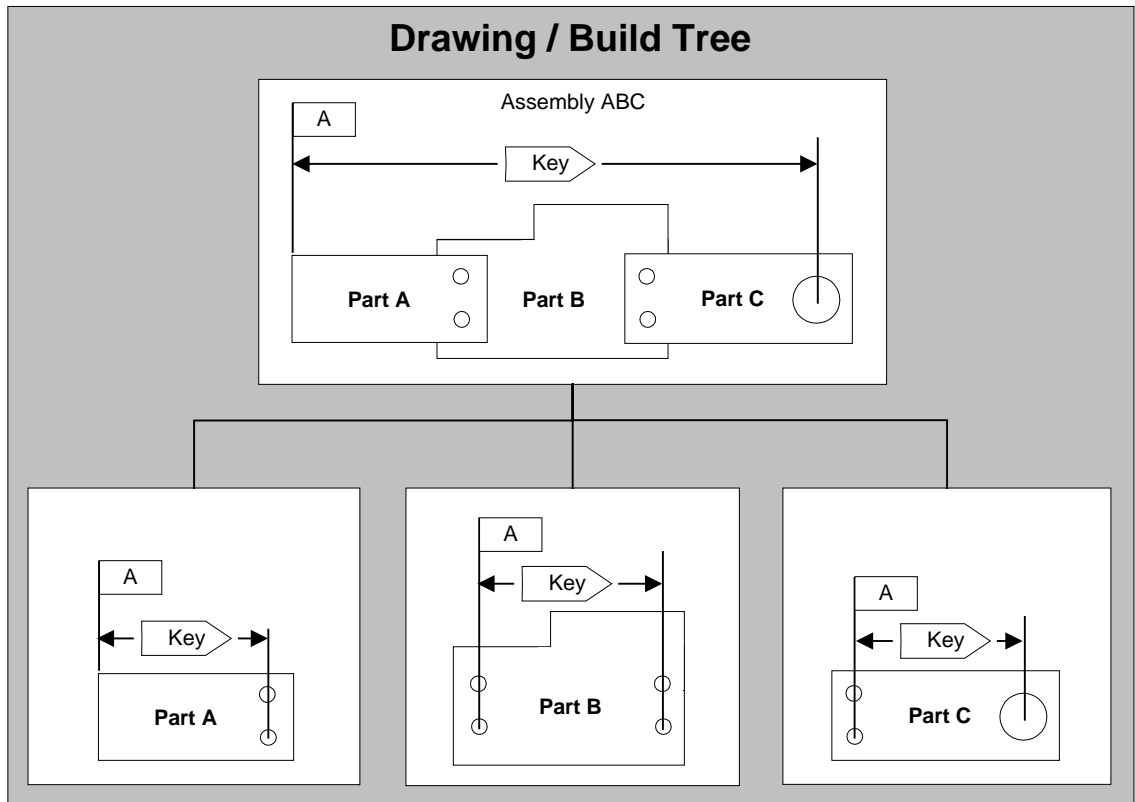 Drawing / Build Tree
Assembly ABC
A
Key
Part A
Part B
Part C
A
Key
Part A
A
Key
Part B
A
Key
Part C